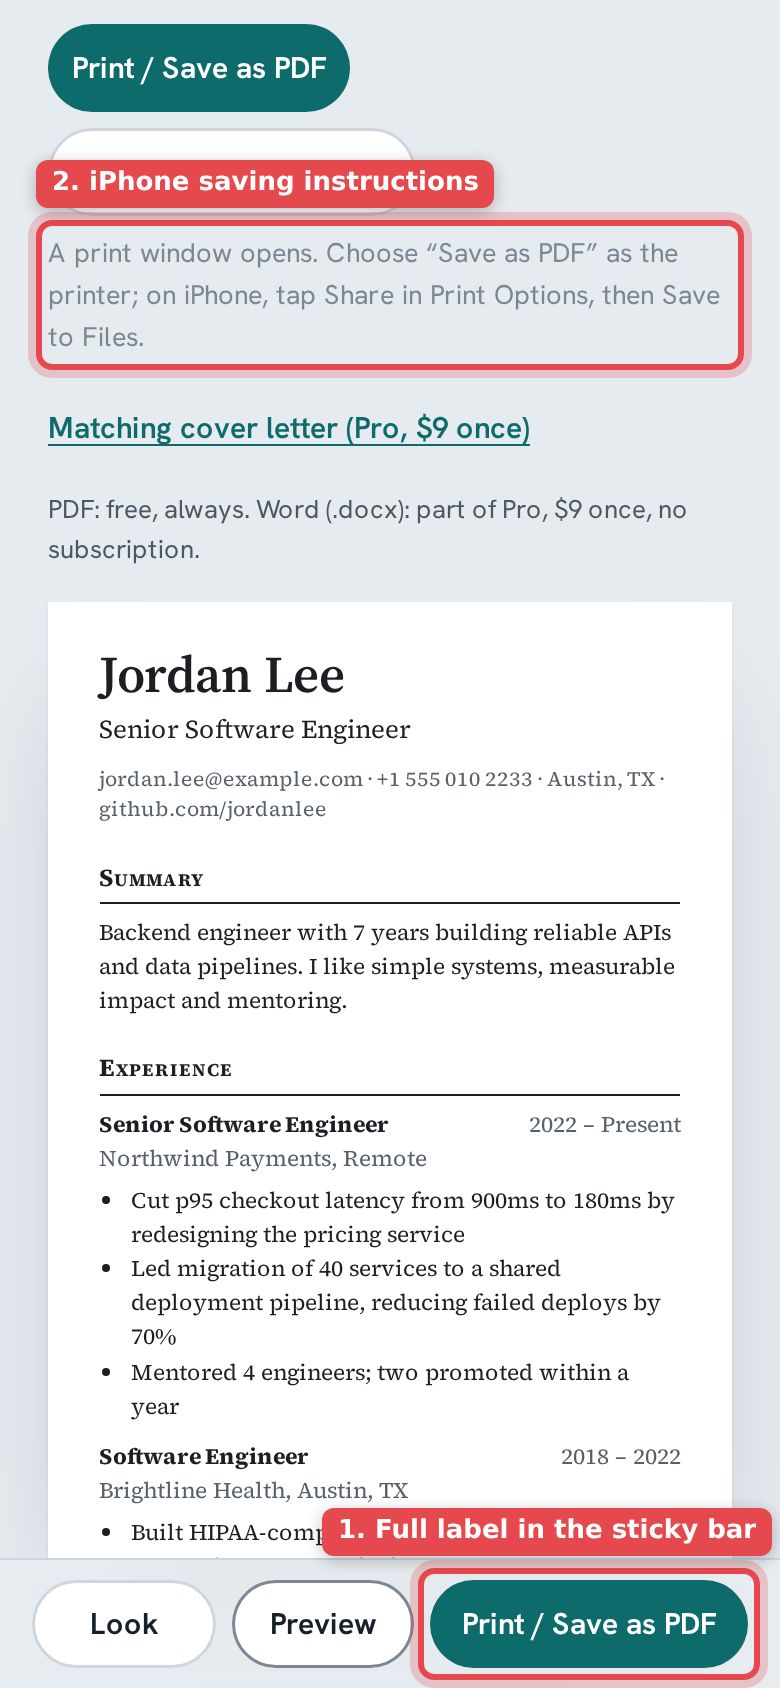 Print / Save as PDF
2. iPhone saving instructions
A print window opens. Choose “Save as PDF” as the
printer; on iPhone, tap Share in Print Options, then Save
to Files.
Matching cover letter (Pro, $9 once)
PDF: free, always. Word (.docx): part of Pro, $9 once, no
subscription.
Jordan Lee
Senior Software Engineer
jordan.lee@example.com · +1 555 010 2233 · Austin, TX ·
github.com/jordanlee
Summary
Backend engineer with 7 years building reliable APIs
and data pipelines. I like simple systems, measurable
impact and mentoring.
Experience
Senior Software Engineer 2022 – Present
Northwind Payments, Remote
• Cut p95 checkout latency from 900ms to 180ms by
redesigning the pricing service
• Led migration of 40 services to a shared
deployment pipeline, reducing failed deploys by
70%
• Mentored 4 engineers; two promoted within a
year
Software Engineer 2018 – 2022
Brightline Health, Austin, TX
• Built
1. Full label in the sticky bar
Look Preview Print / Save as PDF